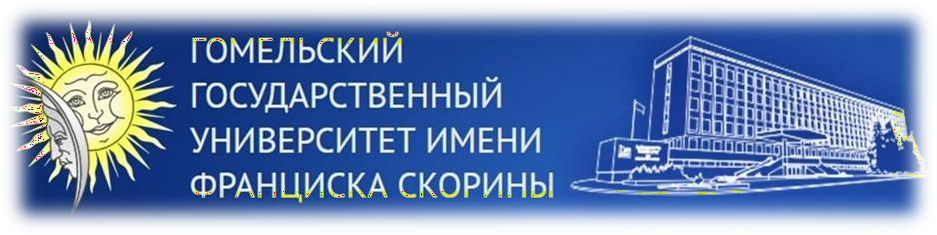 ГОМЕЛЬСКИЙ
ГОСУДАРСТВЕННЫЙ
УНИВЕРСИТЕТ ИМЕНИ
ФРАНЦИСКА СКОРИНЫ